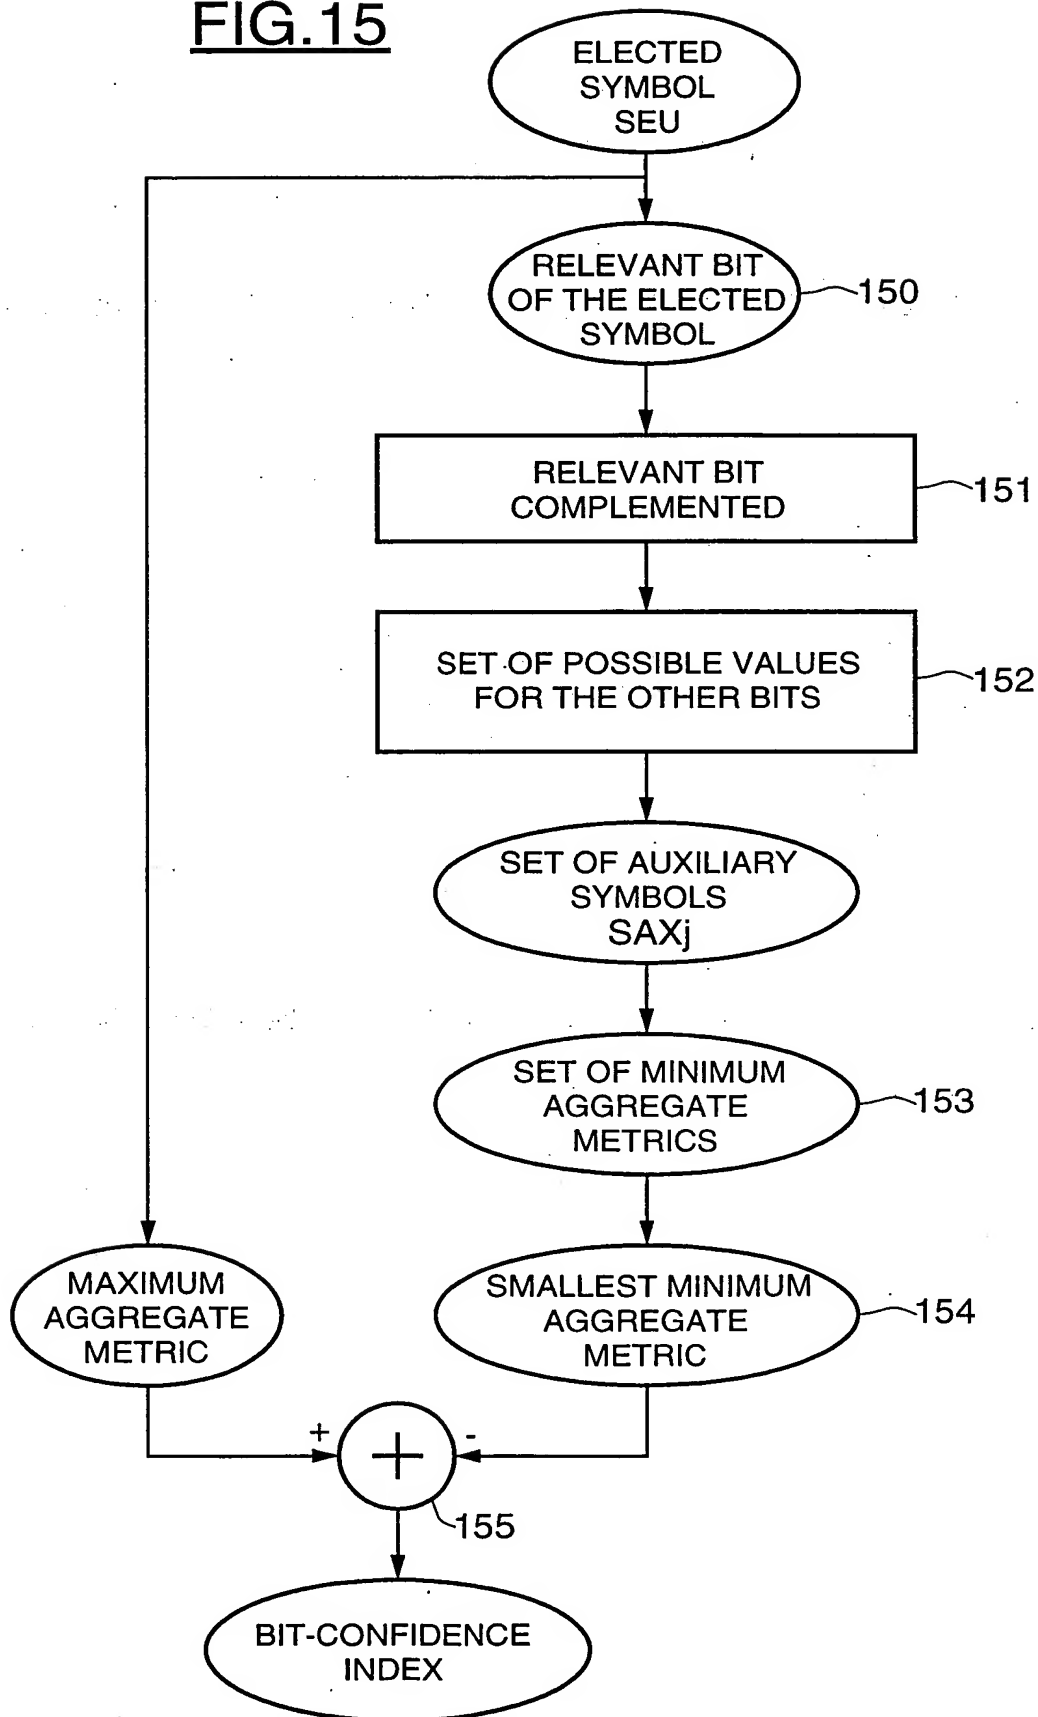 FIG.15
ELECTED
SYMBOL
SEU
RELEVANT BIT
OF THE ELECTED
SYMBOL
150
RELEVANT BIT
COMPLEMENTED
151
SET OF POSSIBLE VALUES
FOR THE OTHER BITS
152
SET OF AUXILIARY
SYMBOLS
SAXj
SET OF MINIMUM
AGGREGATE
METRICS
153
MAXIMUM
AGGREGATE
METRIC
SMALLEST MINIMUM
AGGREGATE
METRIC
154
+
-
+
155
BIT-CONFIDENCE
INDEX